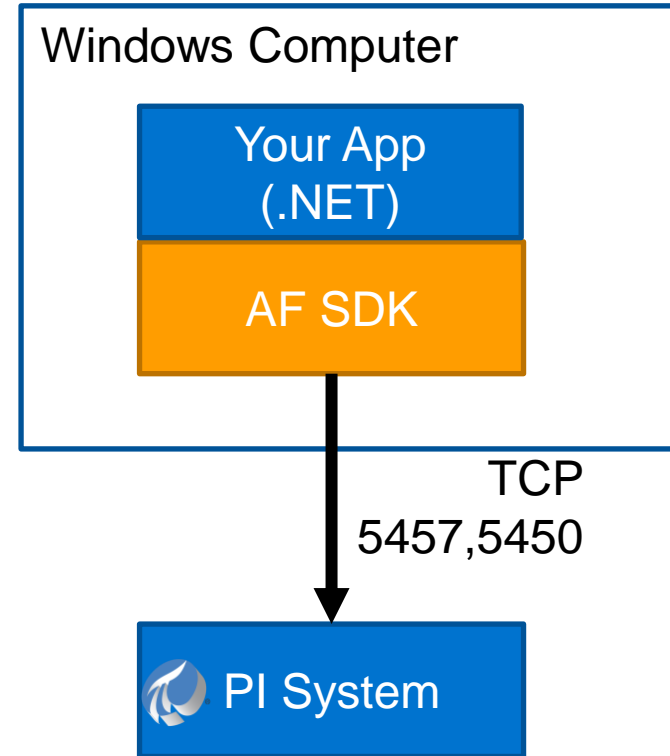 Windows Computer
Your App
(.NET)
AF SDK
TCP
5457,5450
PI System